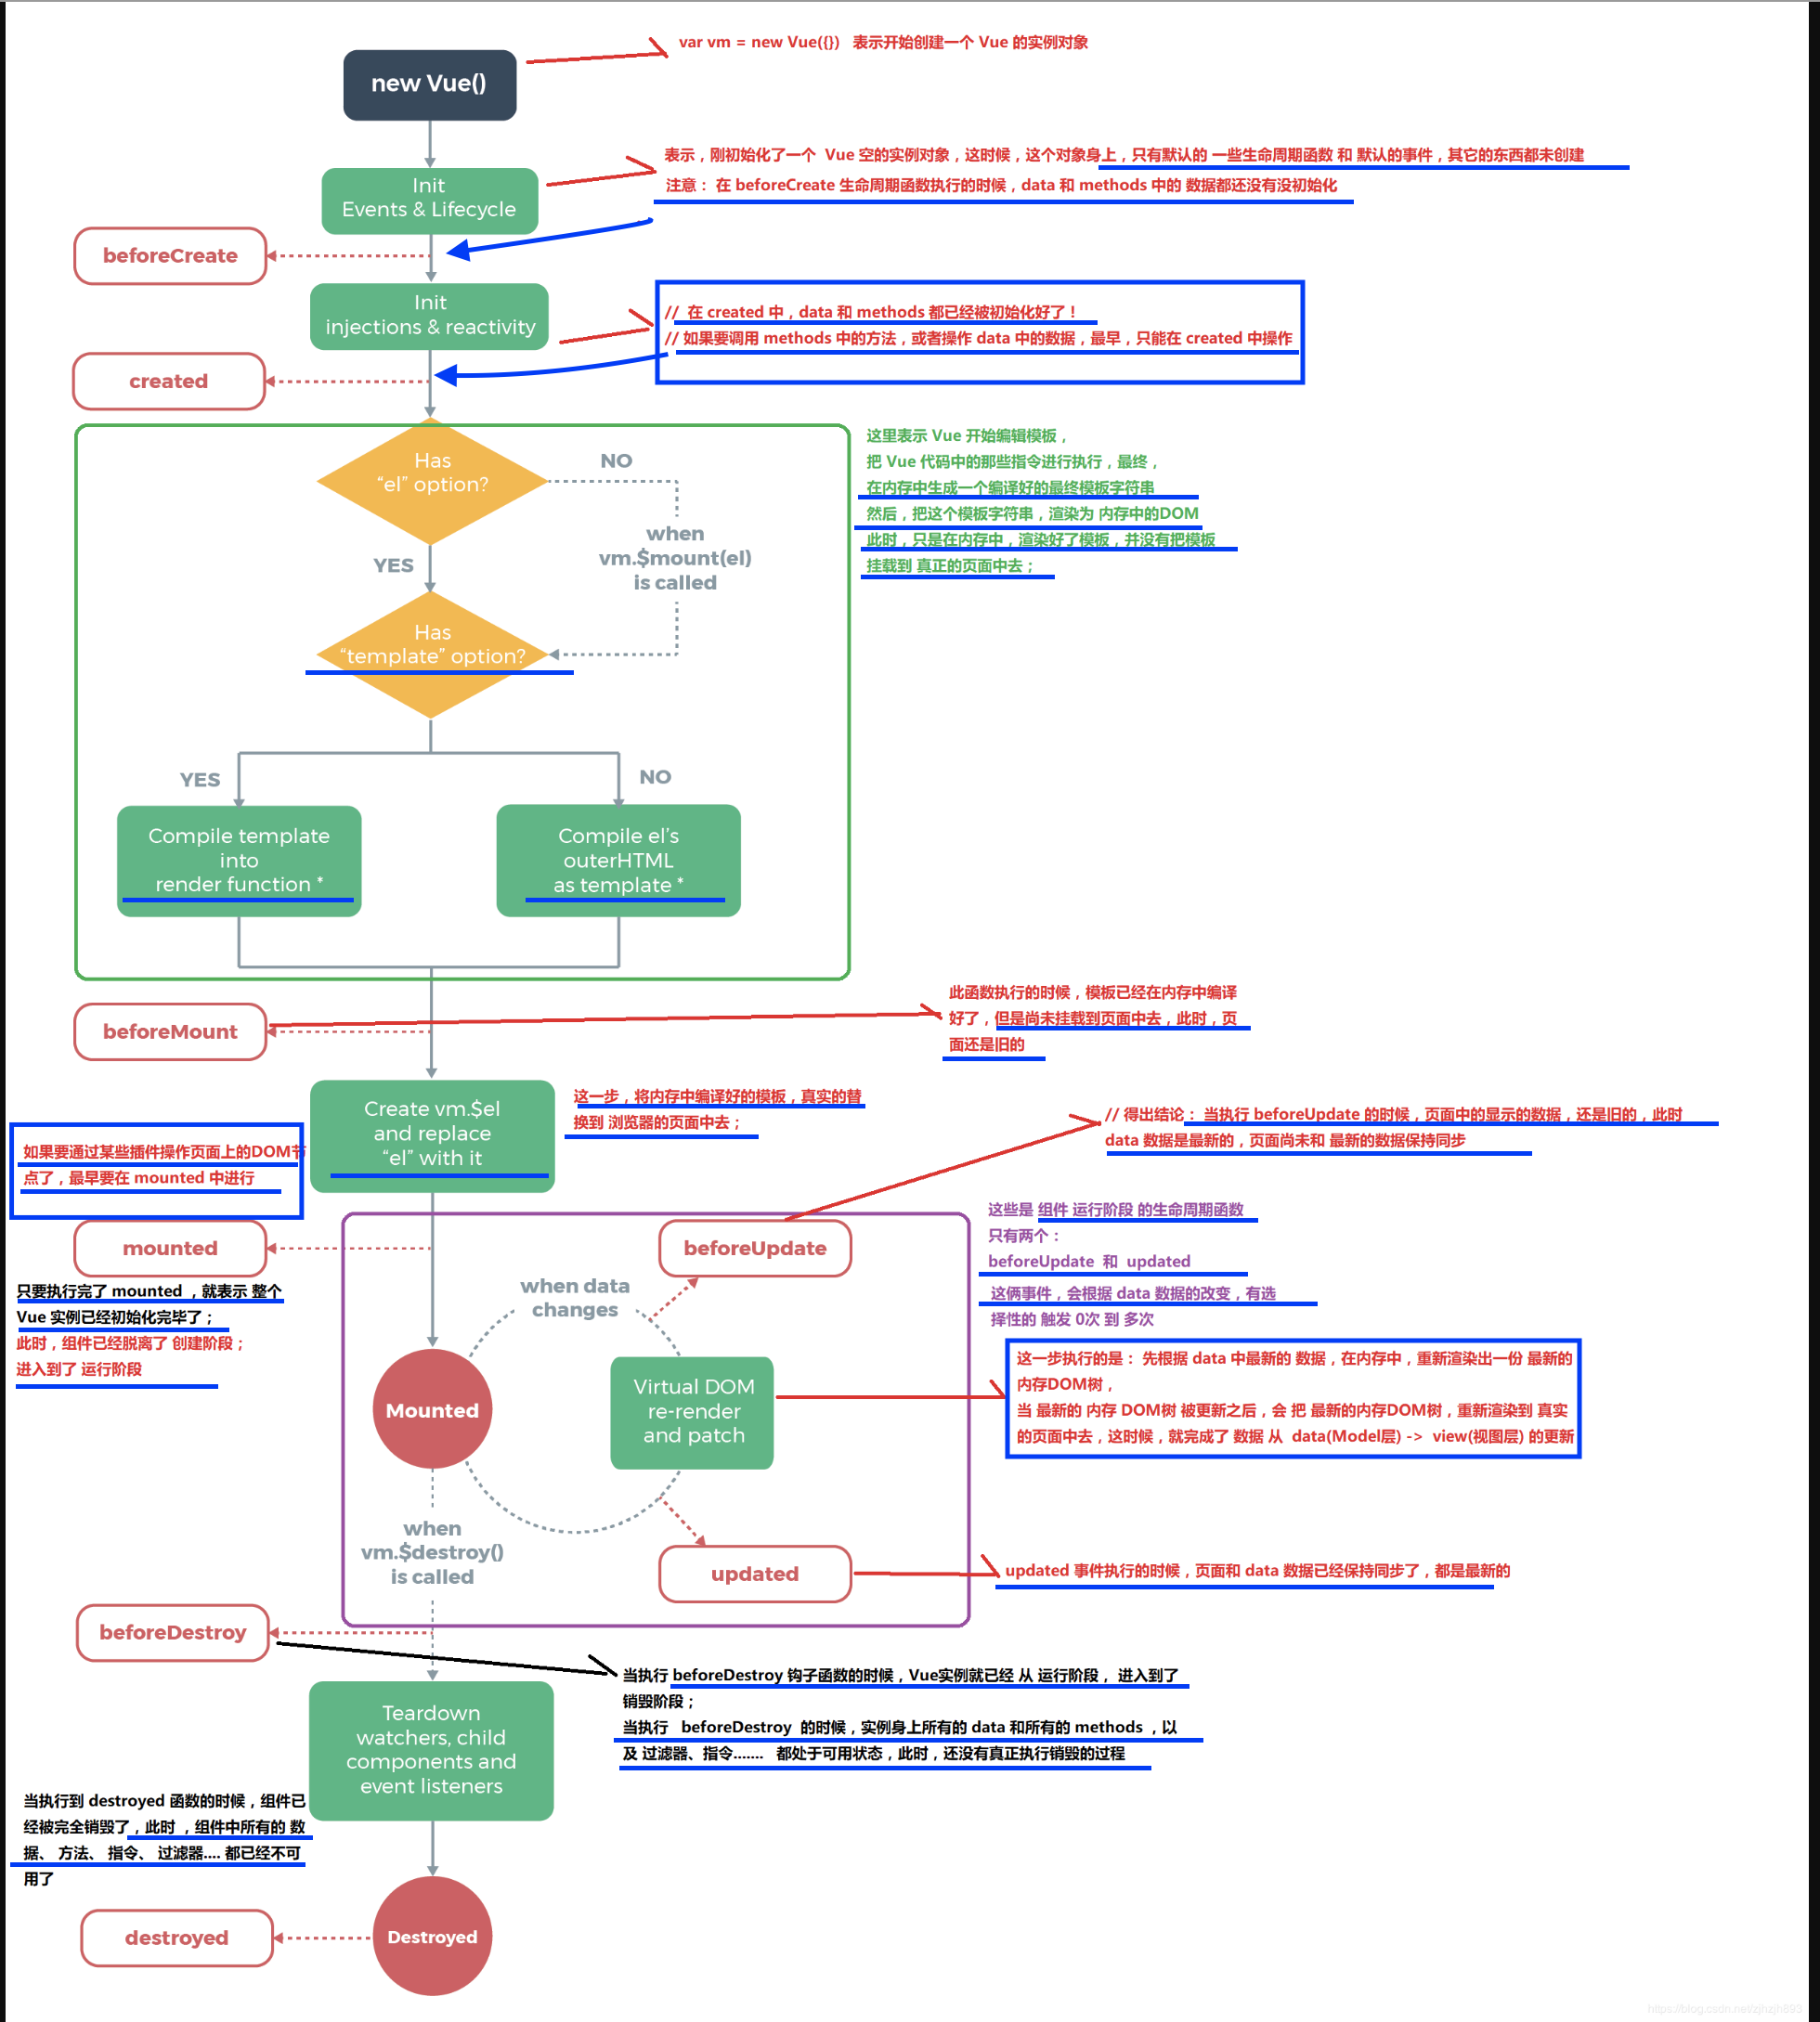 var vm = new Vue({})   表示开始创建一个 Vue 的实例对象
new Vue()
表示，刚初始化了一个  Vue 空的实例对象，这时候，这个对象身上，只有默认的 一些生命周期函数 和 默认的事件，其它的东西都未创建
注意： 在 beforeCreate 生命周期函数执行的时候，data 和 methods 中的 数据都还没有没初始化
Init
Events & Lifecycle
beforeCreate
Init
injections & reactivity
//  在 created 中，data 和 methods 都已经被初始化好了！
// 如果要调用 methods 中的方法，或者操作 data 中的数据，最早，只能在 created 中操作
created
这里表示 Vue 开始编辑模板，
把 Vue 代码中的那些指令进行执行，最终，
在内存中生成一个编译好的最终模板字符串
然后，把这个模板字符串，渲染为 内存中的DOM
此时，只是在内存中，渲染好了模板，并没有把模板
挂载到 真正的页面中去；
Has
“el” option?
NO
when
vm.$mount(el)
is called
YES
Has
“template” option?
YES
NO
Compile template
into
render function *
Compile el’s
outerHTML
as template *
此函数执行的时候，模板已经在内存中编译
好了，但是尚未挂载到页面中去，此时，页
面还是旧的
beforeMount
Create vm.$el
and replace
“el” with it
这一步，将内存中编译好的模板，真实的替
换到 浏览器的页面中去；
// 得出结论： 当执行 beforeUpdate 的时候，页面中的显示的数据，还是旧的，此时
data 数据是最新的，页面尚未和 最新的数据保持同步
如果要通过某些插件操作页面上的DOM节
点了，最早要在 mounted 中进行
mounted
只要执行完了 mounted ，就表示 整个
Vue 实例已经初始化完毕了；
此时，组件已经脱离了 创建阶段；
进入到了 运行阶段
beforeUpdate
when data
changes
这些是 组件 运行阶段 的生命周期函数
只有两个：
beforeUpdate  和  updated
这俩事件，会根据 data 数据的改变，有选
择性的 触发 0次 到 多次
Mounted
Virtual DOM
re-render
and patch
这一步执行的是： 先根据 data 中最新的 数据，在内存中，重新渲染出一份 最新的
内存DOM树，
当 最新的 内存 DOM树 被更新之后，会 把 最新的内存DOM树，重新渲染到 真实
的页面中去，这时候，就完成了 数据 从  data(Model层) ->  view(视图层) 的更新
when
vm.$destroy()
is called
updated
updated 事件执行的时候，页面和 data 数据已经保持同步了，都是最新的
beforeDestroy
当执行 beforeDestroy 钩子函数的时候，Vue实例就已经 从 运行阶段， 进入到了
销毁阶段；
当执行   beforeDestroy  的时候，实例身上所有的 data 和所有的 methods ，以
及 过滤器、指令.......   都处于可用状态，此时，还没有真正执行销毁的过程
Teardown
watchers, child
components and
event listeners
当执行到 destroyed 函数的时候，组件已
经被完全销毁了，此时 ，组件中所有的 数
据、 方法、 指令、 过滤器.... 都已经不可
用了
destroyed
Destroyed
https://blog.csdn.net/zjhzjh893